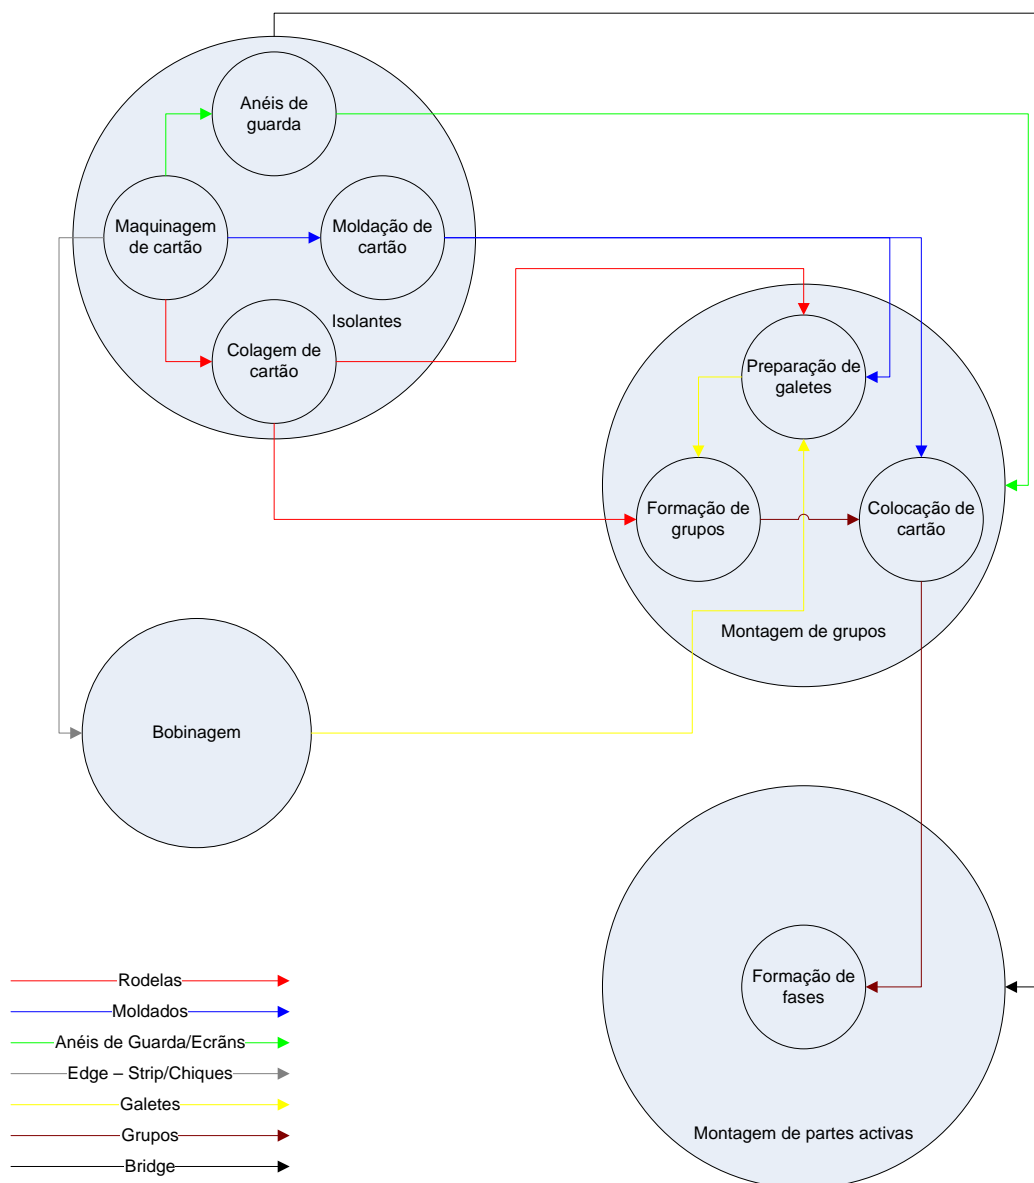 Anéis de
guarda
Maquinagem
de cartão
Moldação de
cartão
Isolantes
Colagem de
cartão
Preparação de
galetes
Formação de
grupos
Colocação de
cartão
Montagem de grupos
Bobinagem
Formação de
fases
Montagem de partes activas
Rodelas
Moldados
Anéis de Guarda/Ecrãns
Edge – Strip/Chiques
Galetes
Grupos
Bridge